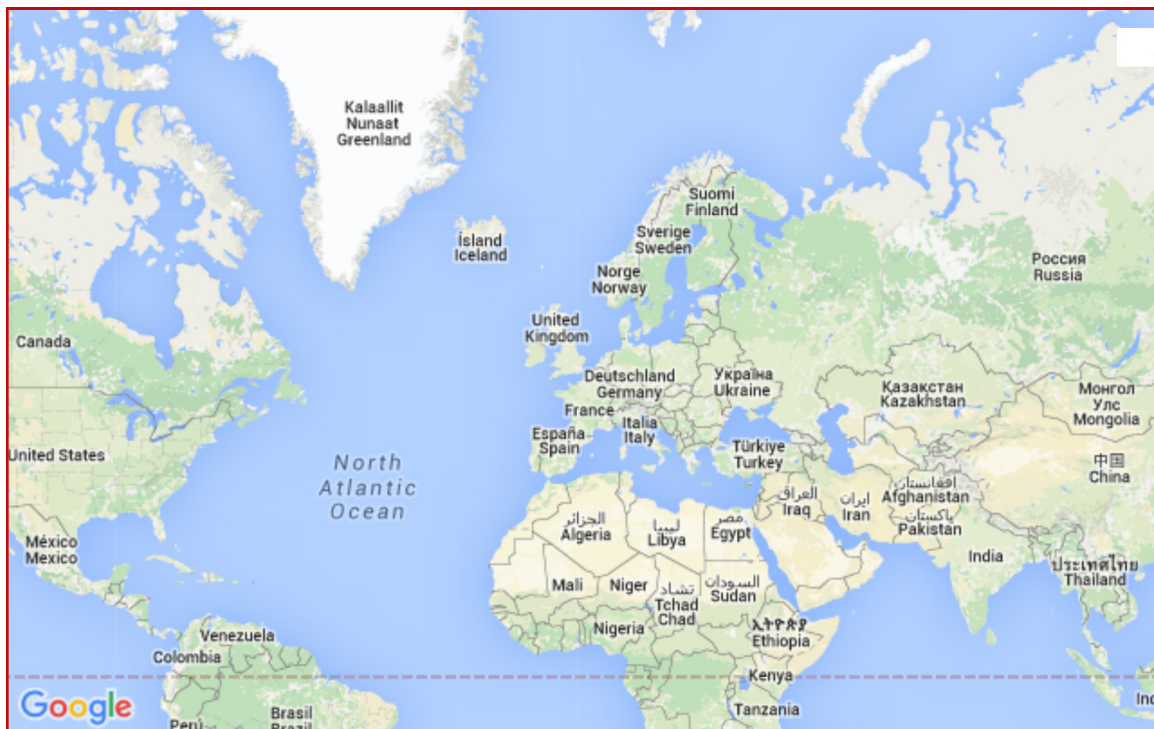 Kalaallit
Nunaat
Greenland
Suomi
Finland
Ísland
Iceland
Sverige
Sweden
Norge
Norway
Россия
Russia
United
Kingdom
Canada
Deutschland
Germany
Україна
Ukraine
Қазақстан
Kazakhstan
Монгол
Улс
Mongolia
France
Italia
Italy
España
Spain
Türkiye
Turkey
United States
North
Atlantic
Ocean
中国
China
افغانستان
Afghanistan
العراق
Iraq
ایران
Iran
پاکستان
Pakistan
الجزائر
Algeria
ليبيا
Libya
مصر
Egypt
México
Mexico
India
ประเทศไทย
Thailand
Mali
Niger
تشاد
Tchad
Chad
السودان
Sudan
Nigeria
ኢትዮጵያ
Ethiopia
Venezuela
Colombia
Kenya
Google
Perú
Brasil
Brazil
Tanzania
Ind